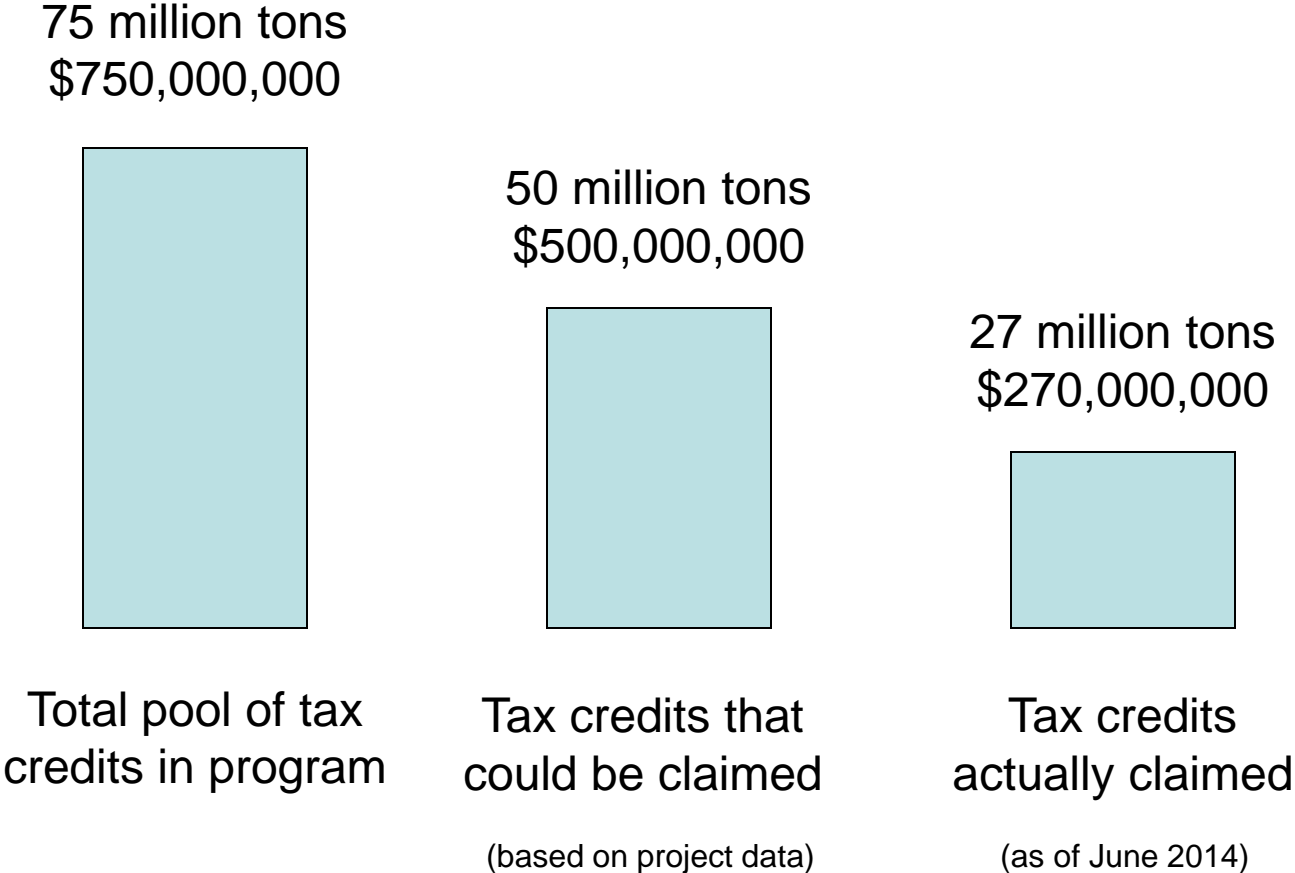 75 million tons
$750,000,000
50 million tons
$500,000,000
27 million tons
$270,000,000
Total pool of tax
credits in program
Tax credits that
could be claimed
(based on project data)
Tax credits
actually claimed
(as of June 2014)